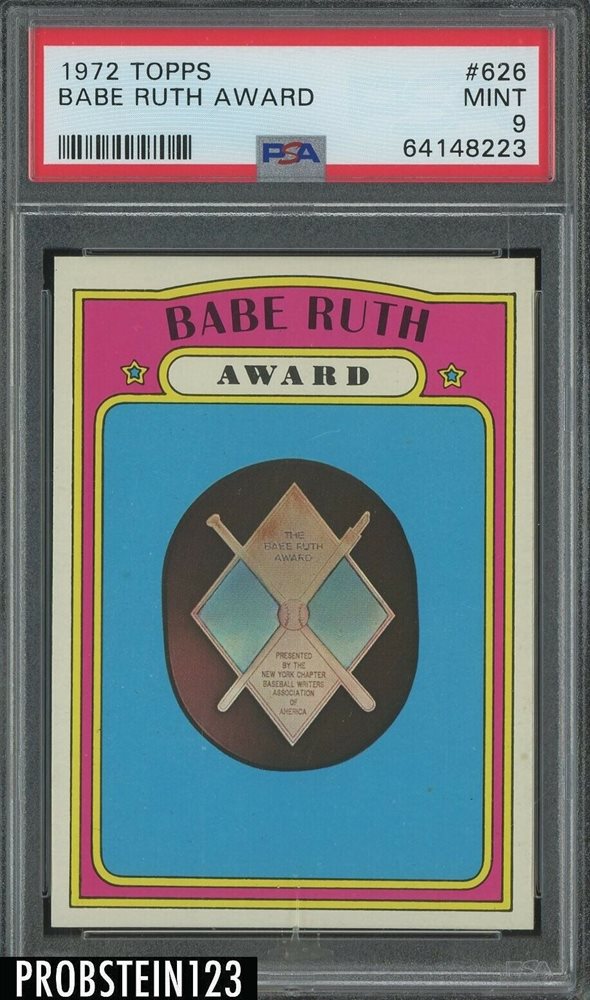 1972 TOPPS #626
BABE RUTH AWARD MINT
9
PSA 64148223
BABE RUTH
AWARD
THE
BABE RUTH
AWARD
PRESENTED
BY THE
NEW YORK CHAPTER
BASEBALL WRITERS
ASSOCIATION
OF
AMERICA
PSA
PROBSTEIN123